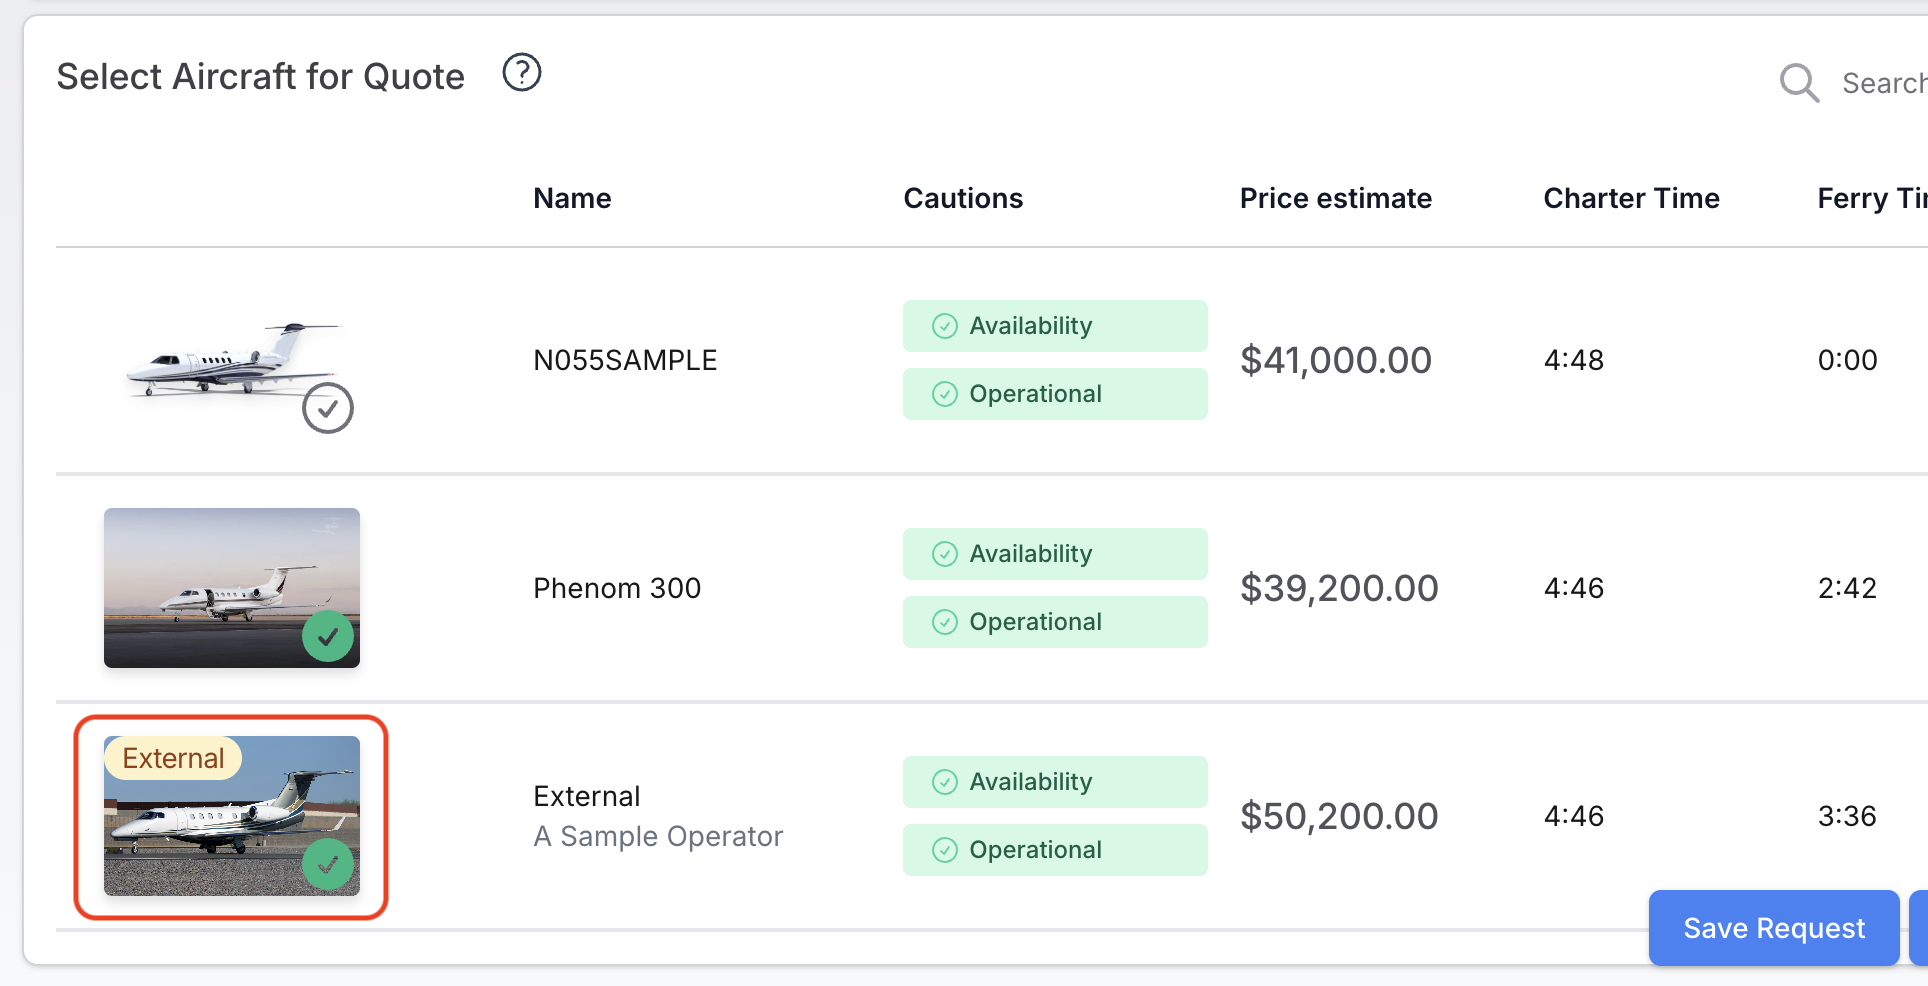 Select Aircraft for Quote ?
Search
Name Cautions Price estimate Charter Time Ferry
N055SAMPLE Availability Operational $41,000.00 4:48 0:00
Phenom 300 Availability Operational $39,200.00 4:46 2:42
External
External A Sample Operator Availability Operational $50,200.00 4:46 3:36
Save Request